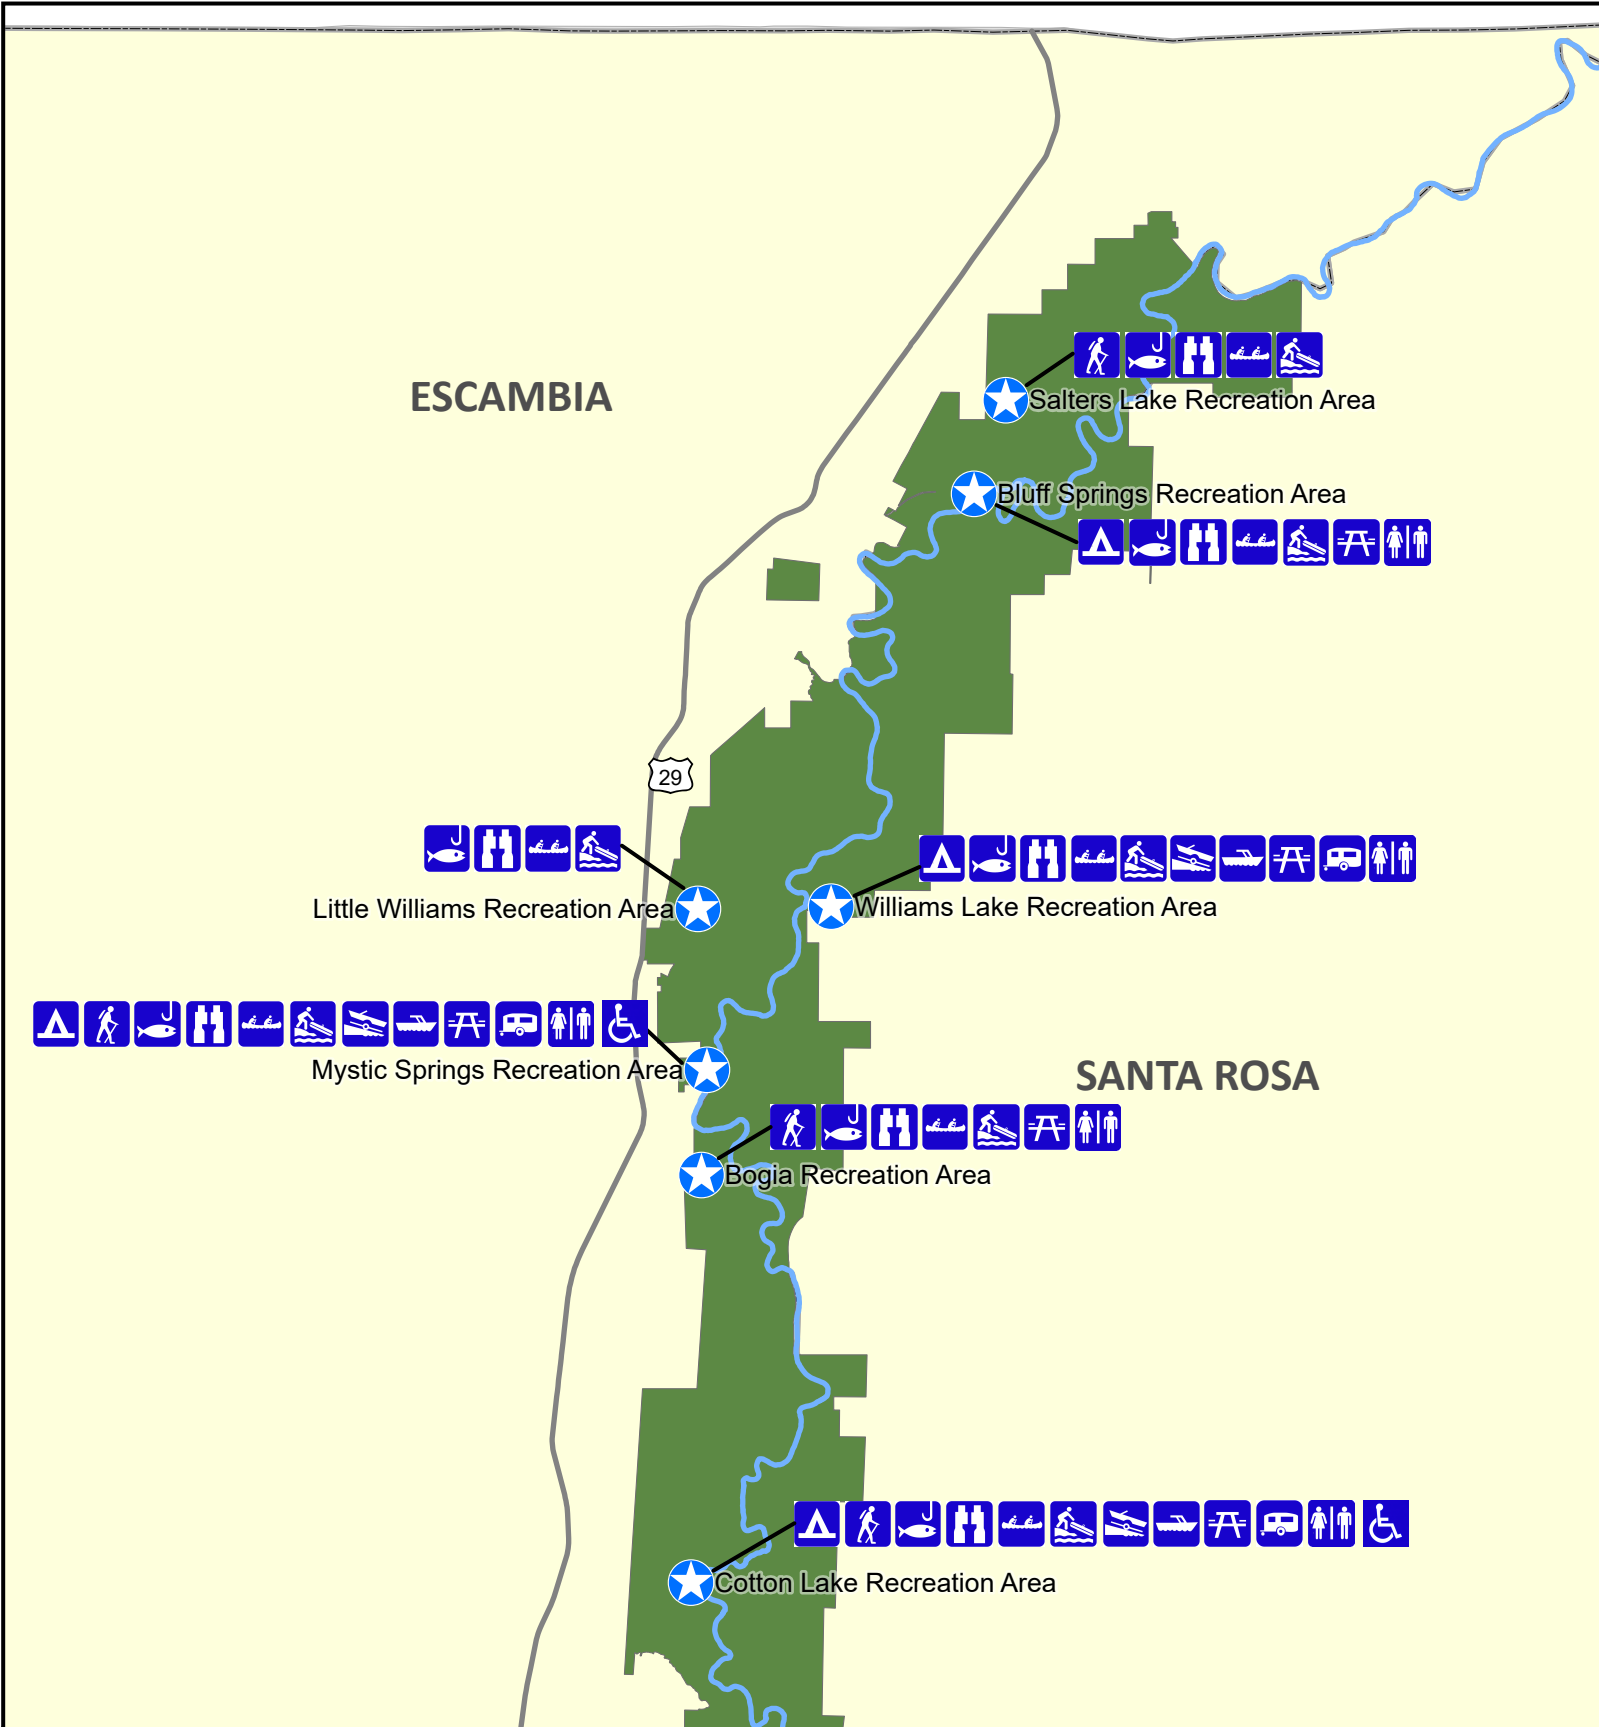 ESCAMBIA
Salters Lake Recreation Area
Bluff Springs Recreation Area
29
Little Williams Recreation Area
Williams Lake Recreation Area
Mystic Springs Recreation Area
SANTA ROSA
Bogia Recreation Area
Cotton Lake Recreation Area